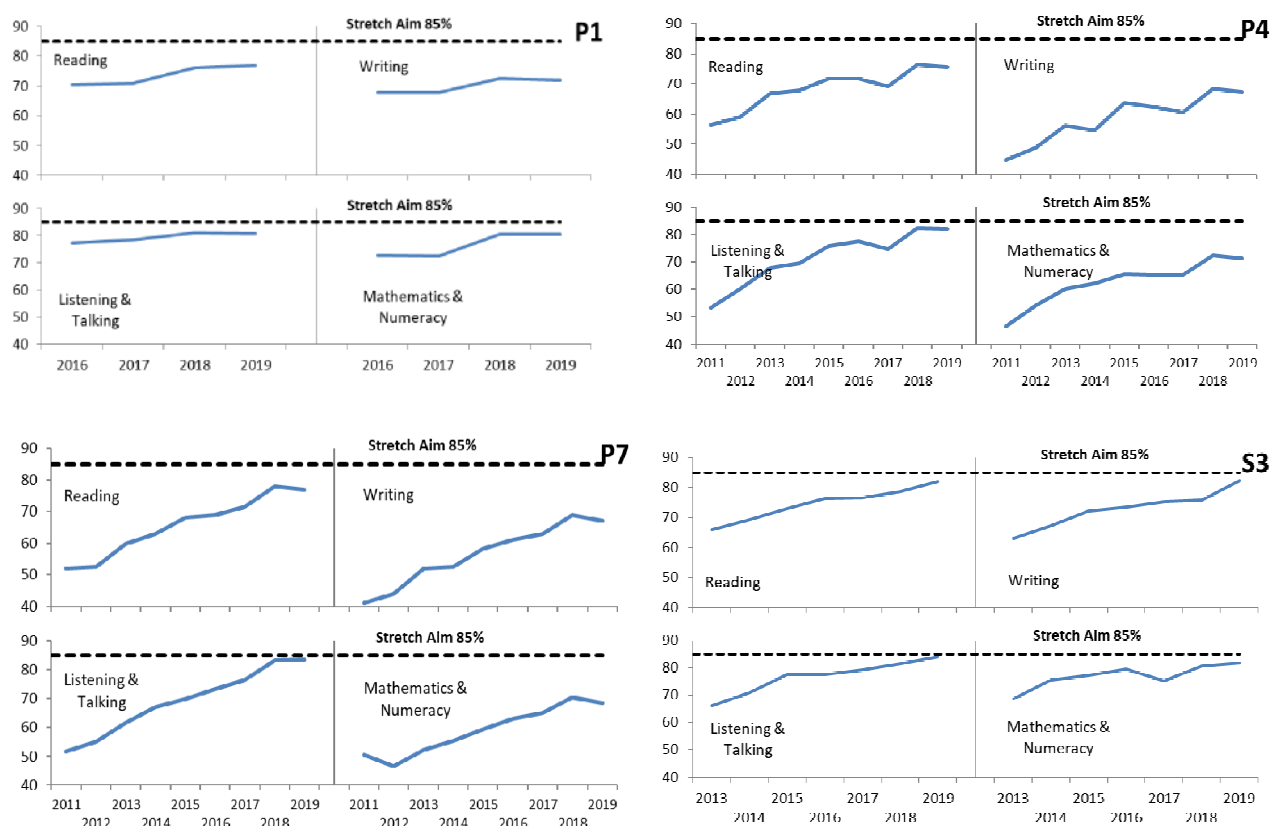 Stretch Aim 85%
P1
90
80
70
60
50
40
Reading
Writing
Stretch Aim 85%
90
80
70
60
50
40
Listening &
Talking
Mathematics &
Numeracy
2016 2017 2018 2019 2016 2017 2018 2019
Stretch Aim 85%
P4
90
80
70
60
50
40
Reading
Writing
Stretch Aim 85%
90
80
70
60
50
40
Listening &
Talking
Mathematics &
Numeracy
2011 2013 2015 2017 2019 2011 2013 2015 2017 2019
2012 2014 2016 2018 2012 2014 2016 2018
Stretch Aim 85%
P7
90
80
70
60
50
40
Reading
Writing
Stretch Aim 85%
90
80
70
60
50
40
Listening &
Talking
Mathematics &
Numeracy
2011 2013 2015 2017 2019 2011 2013 2015 2017 2019
2012 2014 2016 2018 2012 2014 2016 2018
Stretch Aim 85%
S3
90
80
70
60
50
40
Reading
Writing
Stretch Aim 85%
90
80
70
60
50
40
Listening &
Talking
Mathematics &
Numeracy
2013 2015 2017 2019 2013 2015 2017 2019
2014 2016 2018 2014 2016 2018